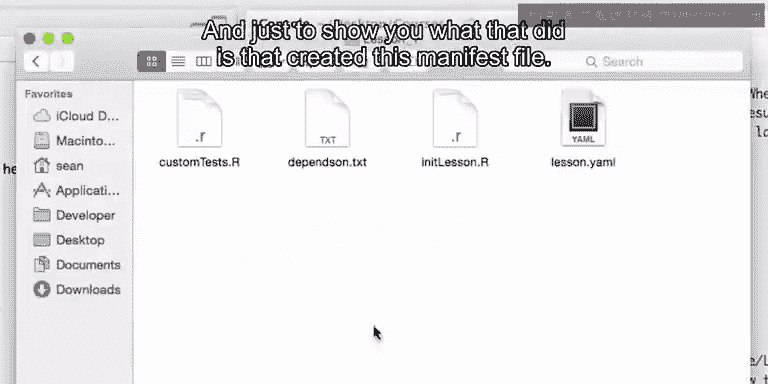 And just to show you what that did
is that created this manifest file.
Search
Favorites
iCloud D...
Macinto...
sean
Applicati...
Developer
Desktop
Documents
Downloads
.r
TXT
.r
YAML
customTests.R
dependson.txt
initLesson.R
lesson.yaml
he